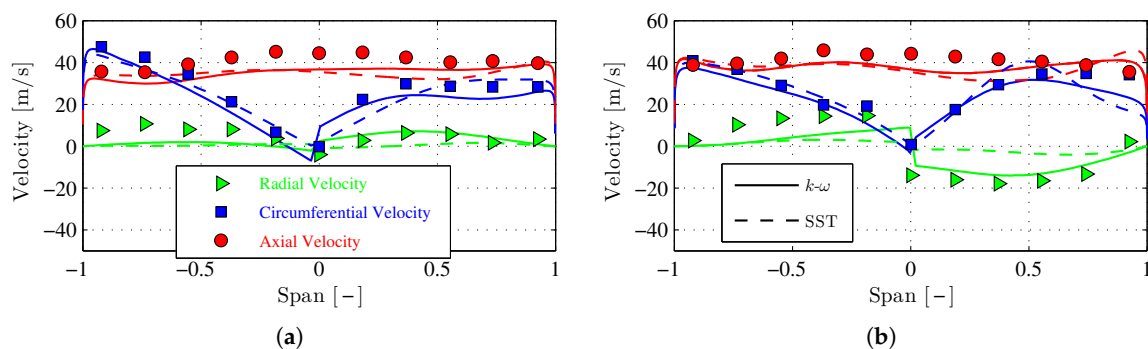 60
40
20
0
−20
−40
Velocity [m/s]
−1
−0.5
0
0.5
1
Span [−]
Radial Velocity
Circumferential Velocity
Axial Velocity
(a)
60
40
20
0
−20
−40
Velocity [m/s]
−1
−0.5
0
0.5
1
Span [−]
k-ω
SST
(b)